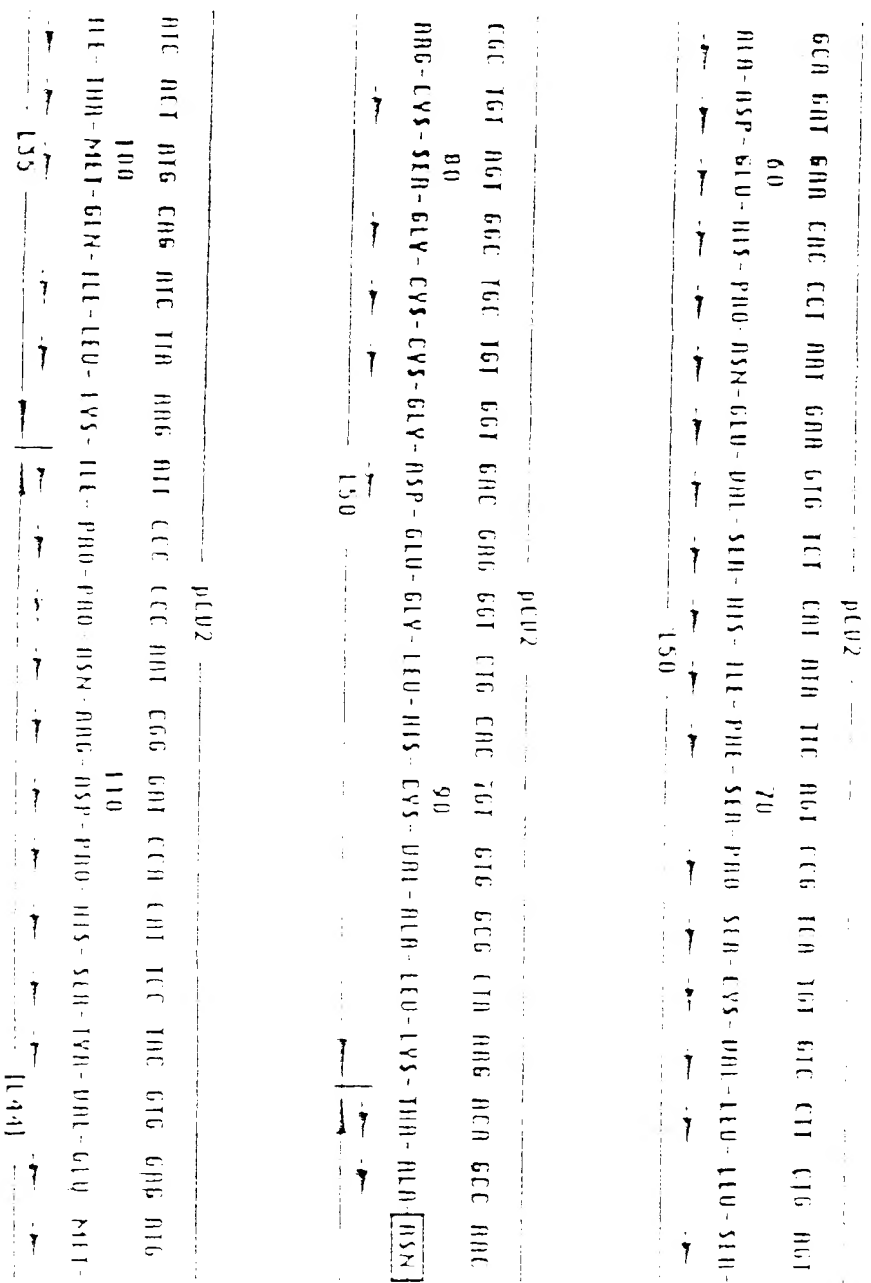 pCU2
GCA GAT GAA CAC CCT AAT GAA GTG TCT CAT ATA TTC AGT CCG TCA TGT GTC CTT CTG AGT
60 70
ALA-ASP-GLU-HIS-PRO-ASN-GLU-VAL-SER-HIS-ILE-PHE-SER-PRO SER-CYS-VAL-LEU-LEU-SER-
L50
pCU2
CGC TGT AGT GGC TGC TGT GGT GAC GAG GGT CTG CAC TGT GTG GCG CTA AAG ACA GCC AAC
80 90
ARG-CYS-SER-GLY-CYS-CYS-GLY-ASP-GLU-GLY-LEU-HIS CYS-VAL-ALA-LEU-LYS-THR-ALA-ASN
L50
pCU2
ATC ACT ATG CAG ATC TTA AAG ATT CCC CCC AAT CGG GAT CCA CAT TCC TAC GTG GAG ATG
100 110
ILE-THR-MET-GLN-ILE-LEU-LYS-ILE-PRO-PRO-ASN-ARG-ASP-PRO-HIS-SER-TYR-VAL-GLU MET-
L35 [L44]